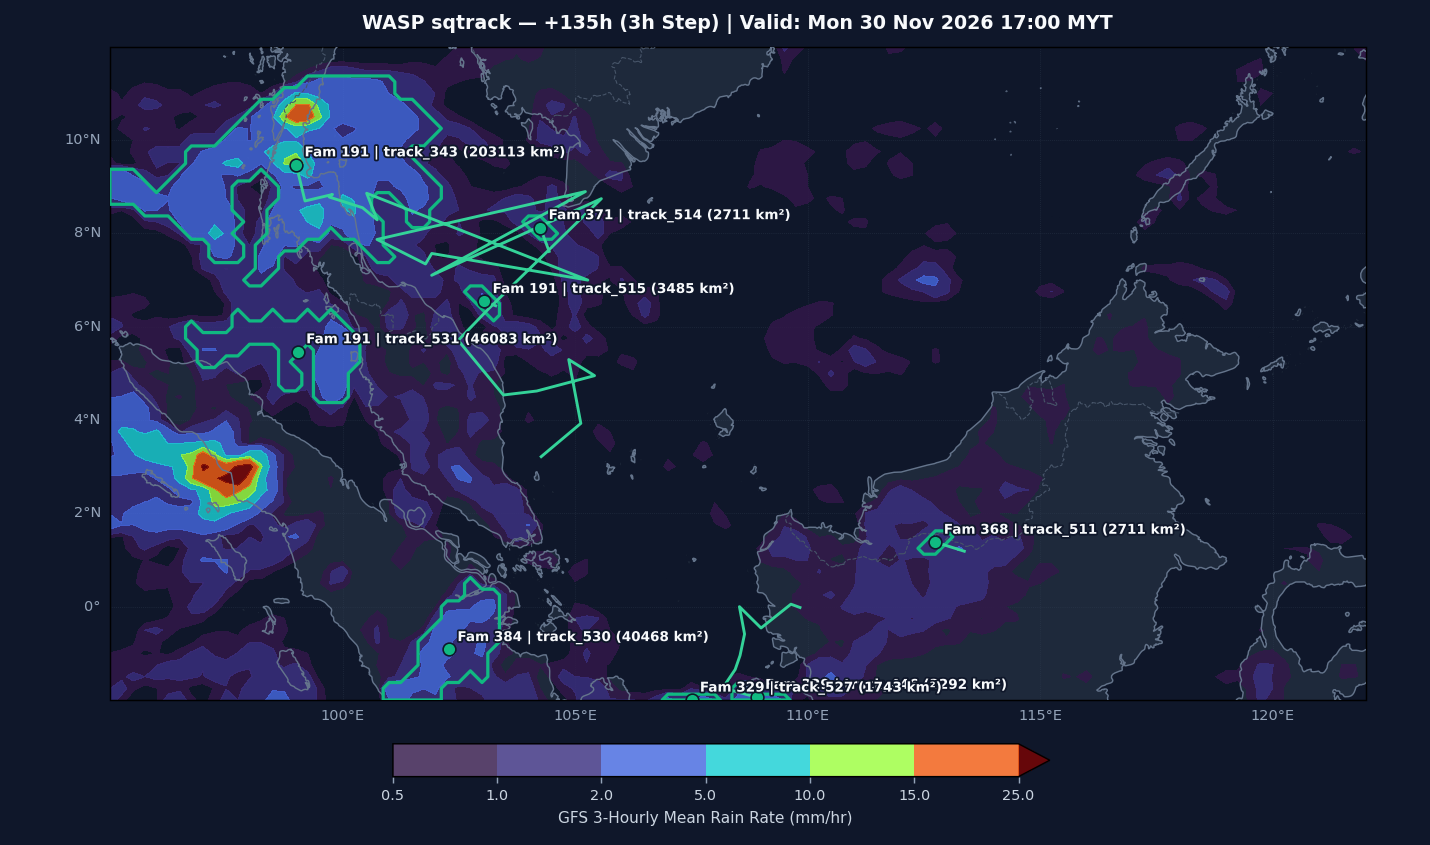 WASP sqtrack — +135h (3h Step) | Valid: Mon 30 Nov 2026 17:00 MYT
10°N
8°N
6°N
4°N
2°N
0°
Fam 191 | track_343 (203113 km²)
Fam 371 | track_514 (2711 km²)
Fam 191 | track_515 (3485 km²)
Fam 191 | track_531 (46083 km²)
Fam 368 | track_511 (2711 km²)
Fam 384 | track_530 (40468 km²)
Fam 329 | track_527 (1743 km²)
100°E
105°E
110°E
115°E
120°E
0.5
1.0
2.0
5.0
10.0
15.0
25.0
GFS 3-Hourly Mean Rain Rate (mm/hr)